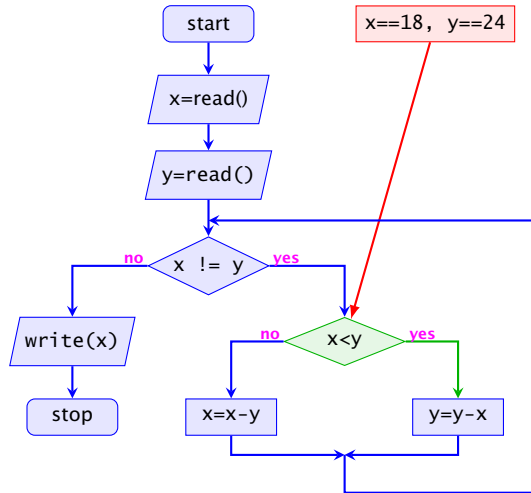 start
x==18, y==24
x=read()
y=read()
x != y
no
yes
write(x)
x<y
no
yes
stop
x=x-y
y=y-x